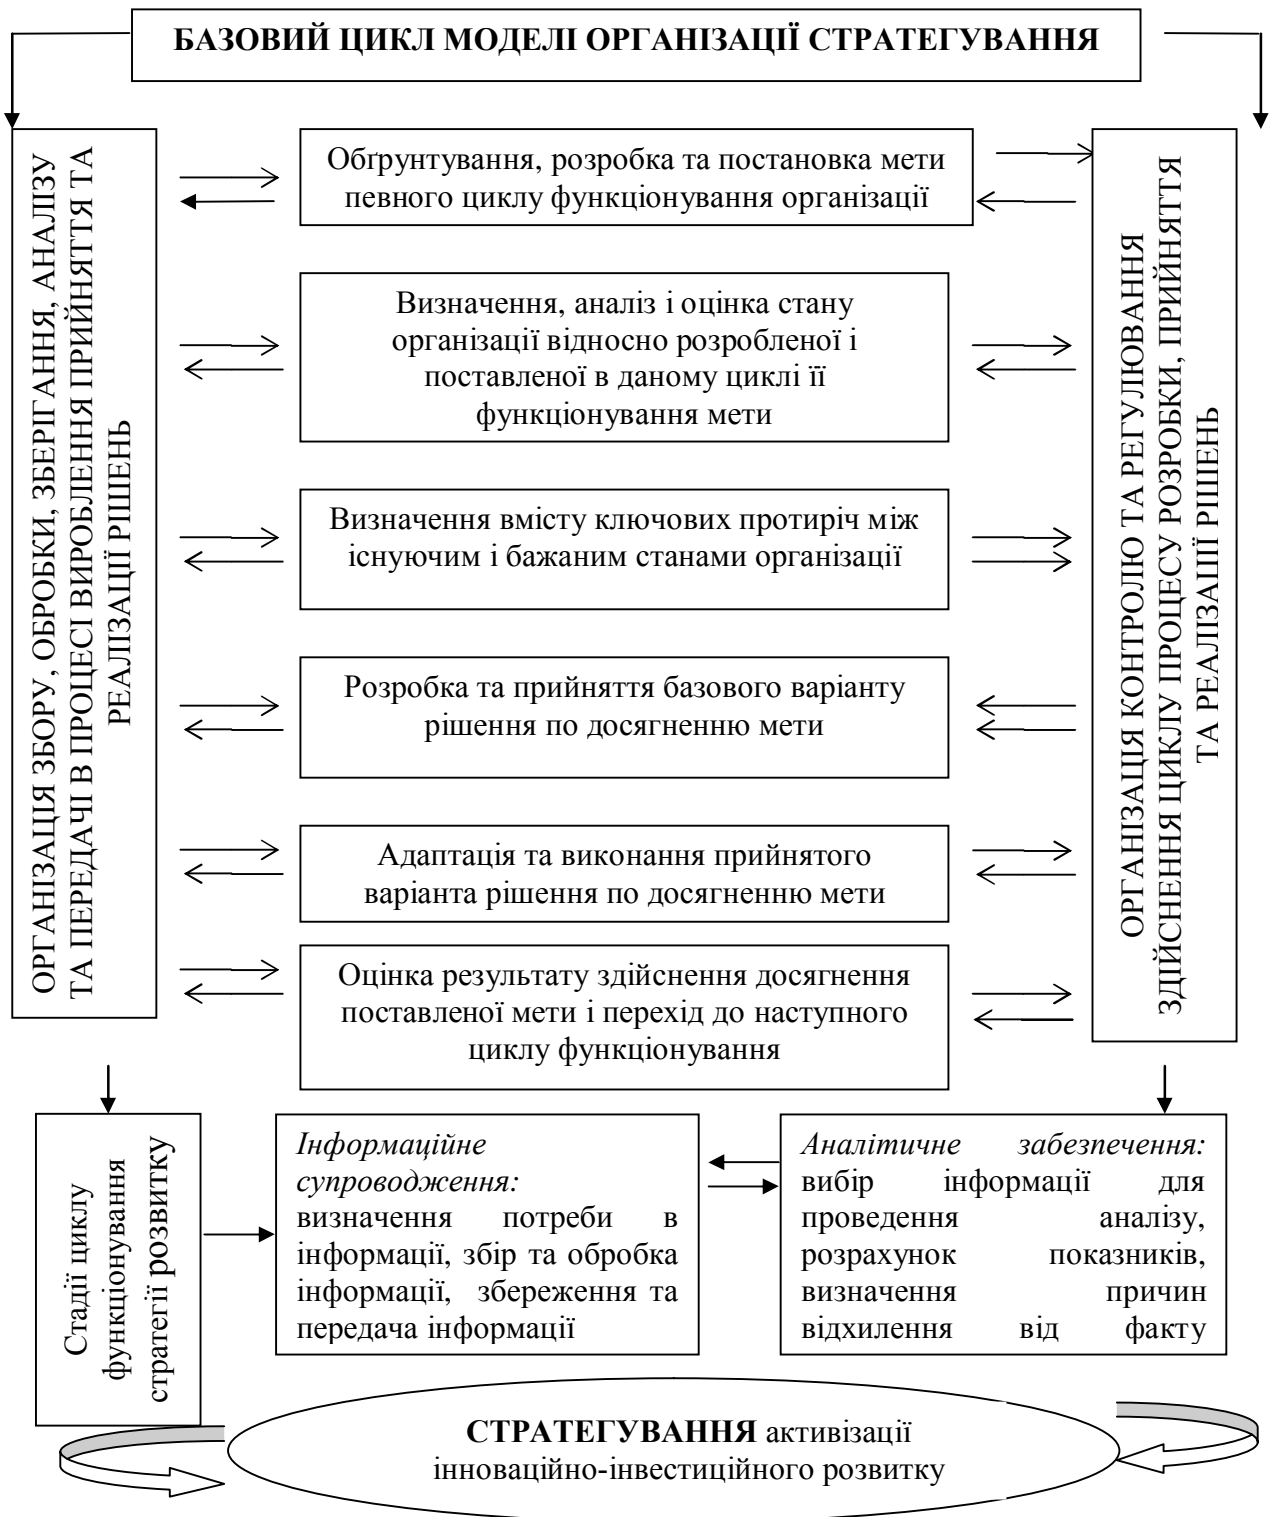 БАЗОВИЙ ЦИКЛ МОДЕЛІ ОРГАНІЗАЦІЇ СТРАТЕГУВАННЯ
ОРГАНІЗАЦІЯ ЗБОРУ, ОБРОБКИ, ЗБЕРІГАННЯ, АНАЛІЗУ
ТА ПЕРЕДАЧІ В ПРОЦЕСІ ВИРОБЛЕННЯ ПРИЙНЯТТЯ ТА
РЕАЛІЗАЦІЇ РІШЕНЬ
Обґрунтування, розробка та постановка мети
певного циклу функціонування організації
Визначення, аналіз і оцінка стану
організації відносно розробленої і
поставленої в даному циклі її
функціонування мети
Визначення вмісту ключових протиріч між
існуючим і бажаним станами організації
Розробка та прийняття базового варіанту
рішення по досягненню мети
Адаптація та виконання прийнятого
варіанта рішення по досягненню мети
Оцінка результату здійснення досягнення
поставленої мети і перехід до наступного
циклу функціонування
ОРГАНІЗАЦІЯ КОНТРОЛЮ ТА РЕГУЛЮВАННЯ
ЗДІЙСНЕННЯ ЦИКЛУ ПРОЦЕСУ РОЗРОБКИ, ПРИЙНЯТТЯ
ТА РЕАЛІЗАЦІЇ РІШЕНЬ
Стадії циклу
функціонування
стратегії розвитку
Інформаційне
супроводження:
визначення потреби в
інформації, збір та обробка
інформації, збереження та
передача інформації
Аналітичне забезпечення:
вибір інформації для
проведення аналізу,
розрахунок показників,
визначення причин
відхилення від факту
СТРАТЕГУВАННЯ активізації
інноваційно-інвестиційного розвитку